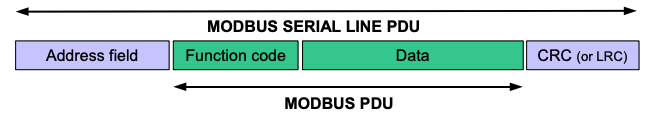 MODBUS SERIAL LINE PDU
Address field Function code Data CRC (or LRC)
MODBUS PDU